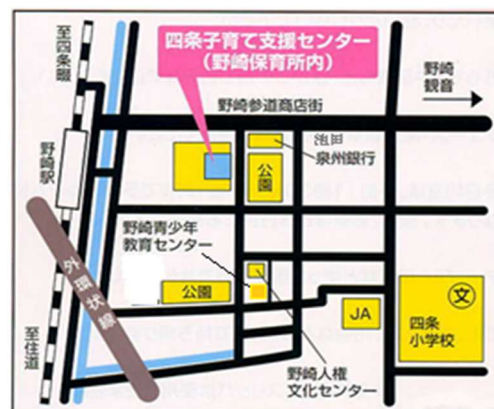 至四条畷
四条子育て支援センター
(野崎保育所内)
野崎
観音
野崎参道商店街
池田
泉州銀行
公園
野崎駅
野崎青少年
教育センター
外環状線
公園
JA
文
四条
小学校
至住道
野崎人権
文化センター